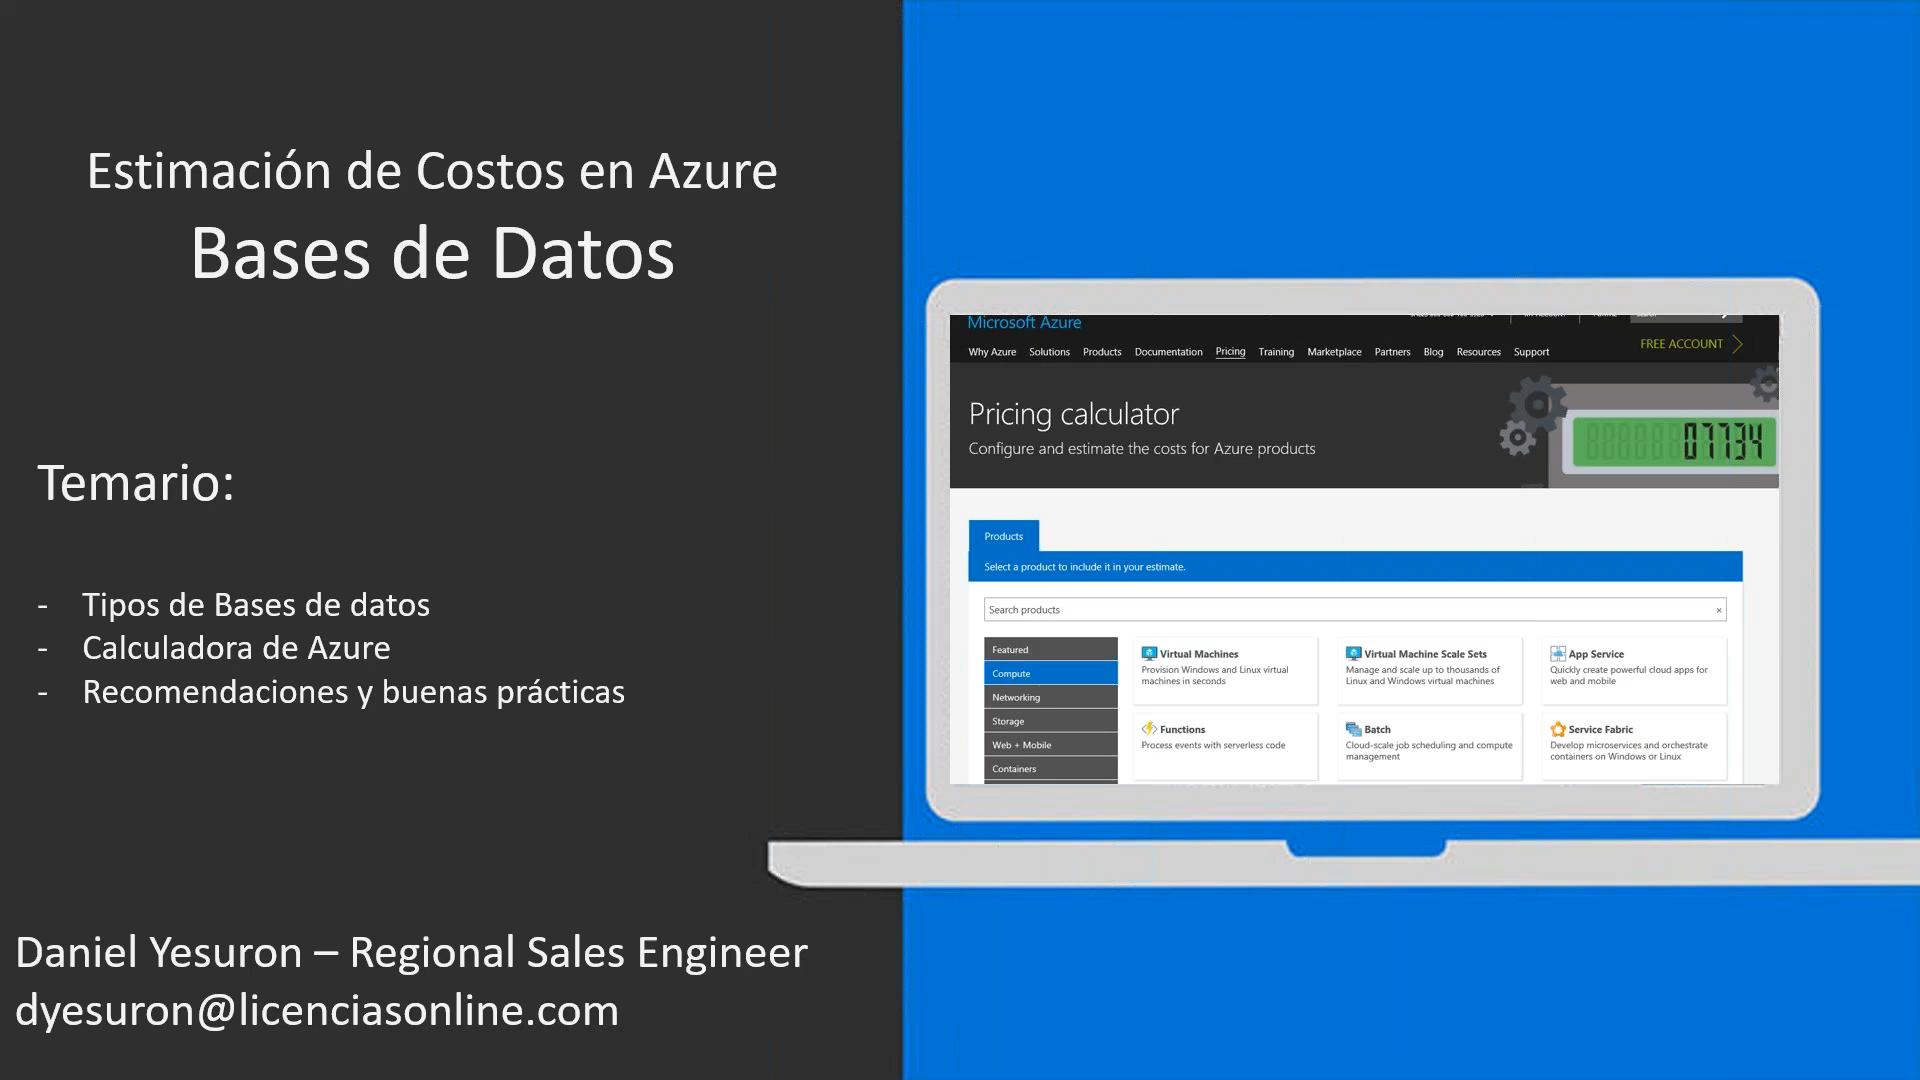 Estimación de Costos en Azure
Bases de Datos
Temario:
- Tipos de Bases de datos
- Calculadora de Azure
- Recomendaciones y buenas prácticas
Daniel Yesuron – Regional Sales Engineer
dyesuron@licenciasonline.com
Microsoft Azure
Why Azure Solutions Products Documentation Pricing Training Marketplace Partners Blog Resources Support
FREE ACCOUNT
Pricing calculator
Configure and estimate the costs for Azure products
07734
Products
Select a product to include it in your estimate.
Search products ×
Featured
Compute
Networking
Storage
Web + Mobile
Containers
Virtual Machines
Provision Windows and Linux virtual
machines in seconds
Virtual Machine Scale Sets
Manage and scale up to thousands of
Linux and Windows virtual machines
App Service
Quickly create powerful cloud apps for
web and mobile
Functions
Process events with serverless code
Batch
Cloud-scale job scheduling and compute
management
Service Fabric
Develop microservices and orchestrate
containers on Windows or Linux